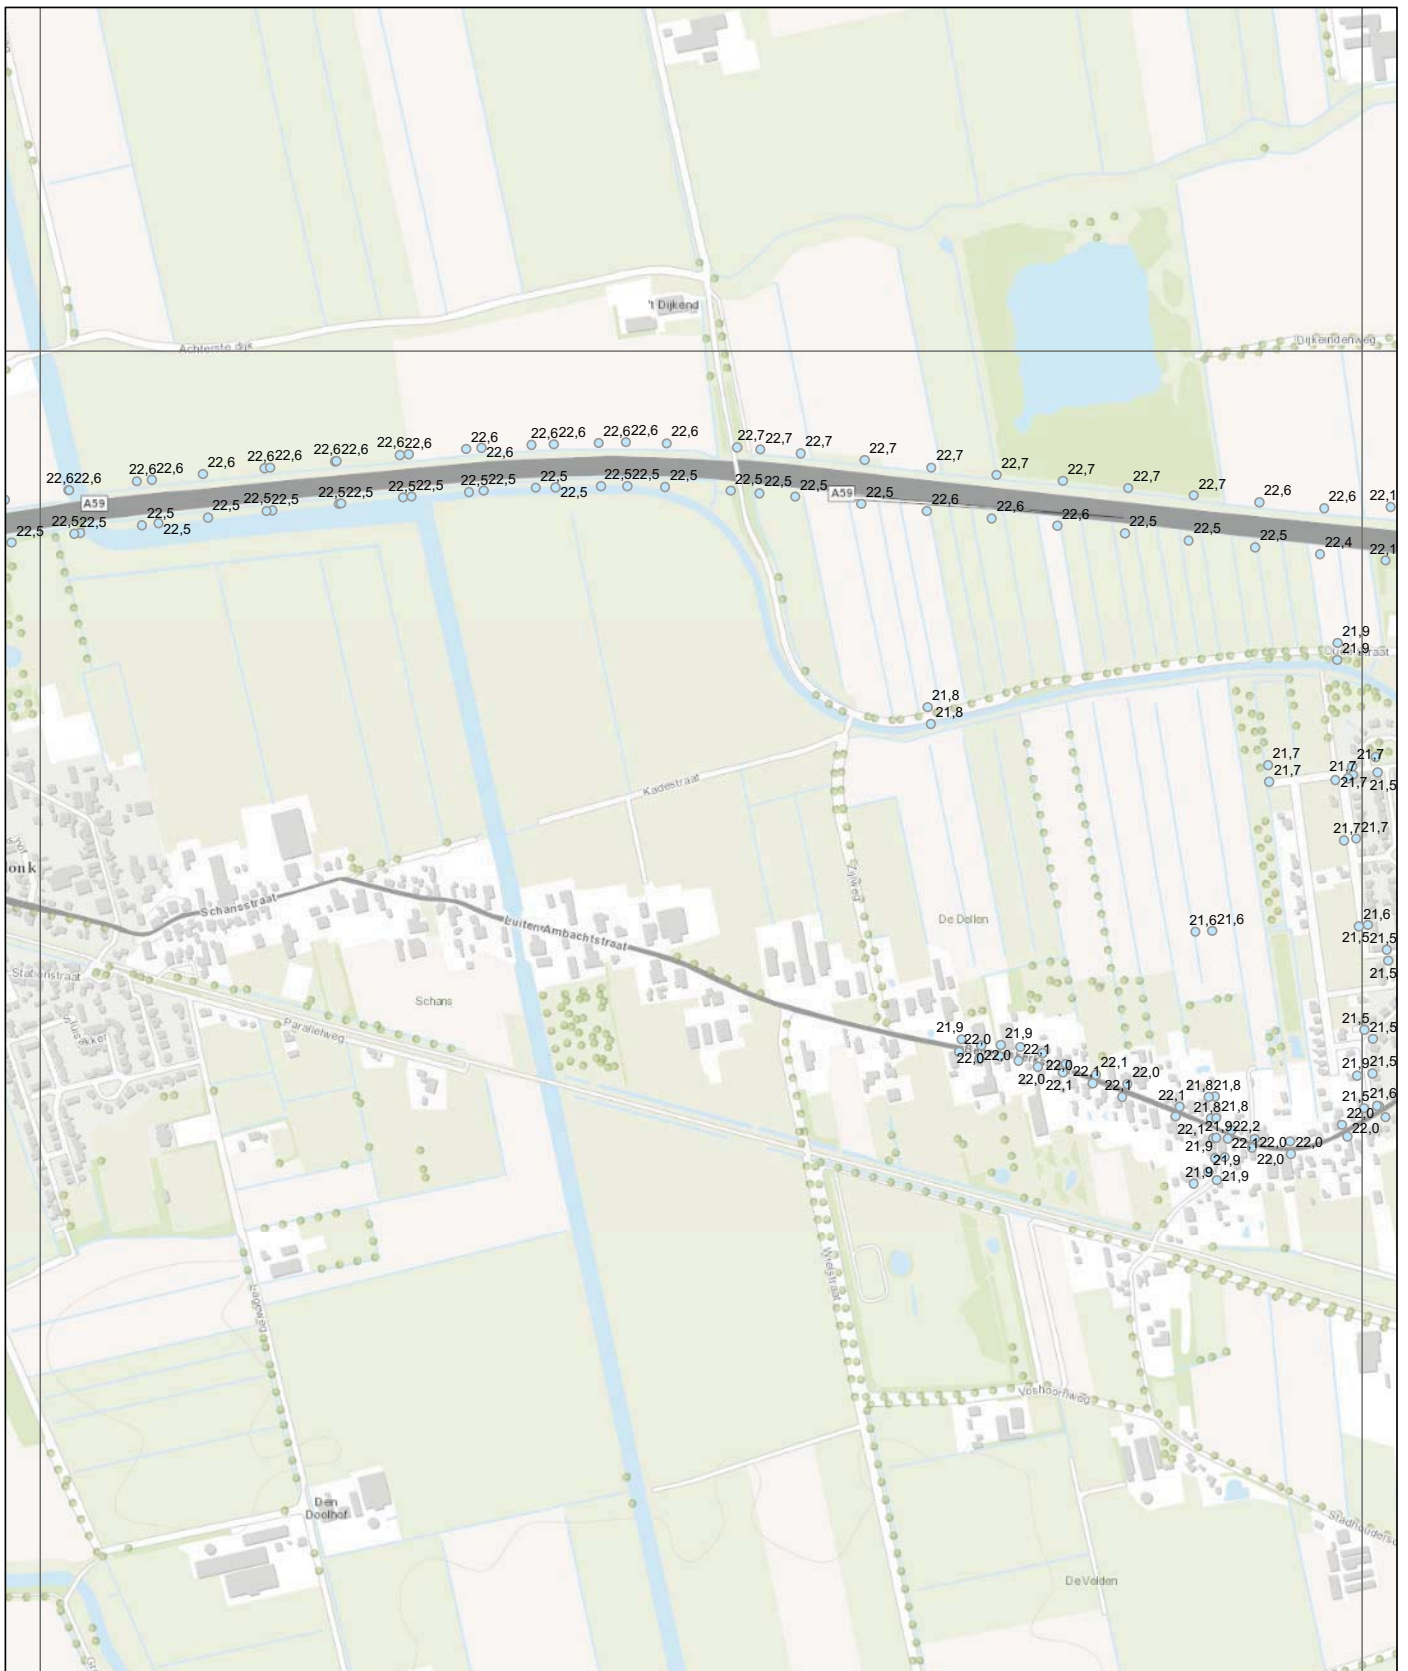 't Dijkend
Achterste dijk
Dijkeindenweg
22,6 22,6 22,6 22,6 22,6 22,6 22,6 22,6 22,6 22,6 22,6 22,6 22,6 22,6 22,6 22,6 22,6 22,6 22,6 22,7 22,7 22,7 22,7 22,7 22,7 22,7 22,7 22,7 22,6 22,6 22,1
A59
A59
22,5 22,5 22,5 22,5 22,5 22,5 22,5 22,5 22,5 22,5 22,5 22,5 22,5 22,5 22,5 22,5 22,5 22,5 22,5 22,5 22,5 22,5 22,5 22,6 22,6 22,6 22,5 22,5 22,5 22,4 22,1
21,9
21,9
21,8
21,8
21,7 21,7
21,7 21,7
21,7 21,5
Kadestraat
21,7 21,7
onk
Zijlweg
Schansstraat
De Dellen
Luiten Ambachtstraat
21,6 21,6 21,6
21,5 21,5
21,5
Stationstraat
Schans
Parallelweg
21,5
21,5
21,9 21,9
22,0 22,1
22,0 22,0 22,0 22,1 22,1
22,0 22,1 22,0
22,1 22,1
21,9 21,5
21,8 21,8
22,1 21,8 21,8
21,5 21,6
22,0
22,1 21,9 22,2
21,9 22,1 22,0 22,0 22,0
21,9 22,0
21,9 21,9
Lageweg
Wielstraat
Voshoornweg
Den
Doolhof
De Velden